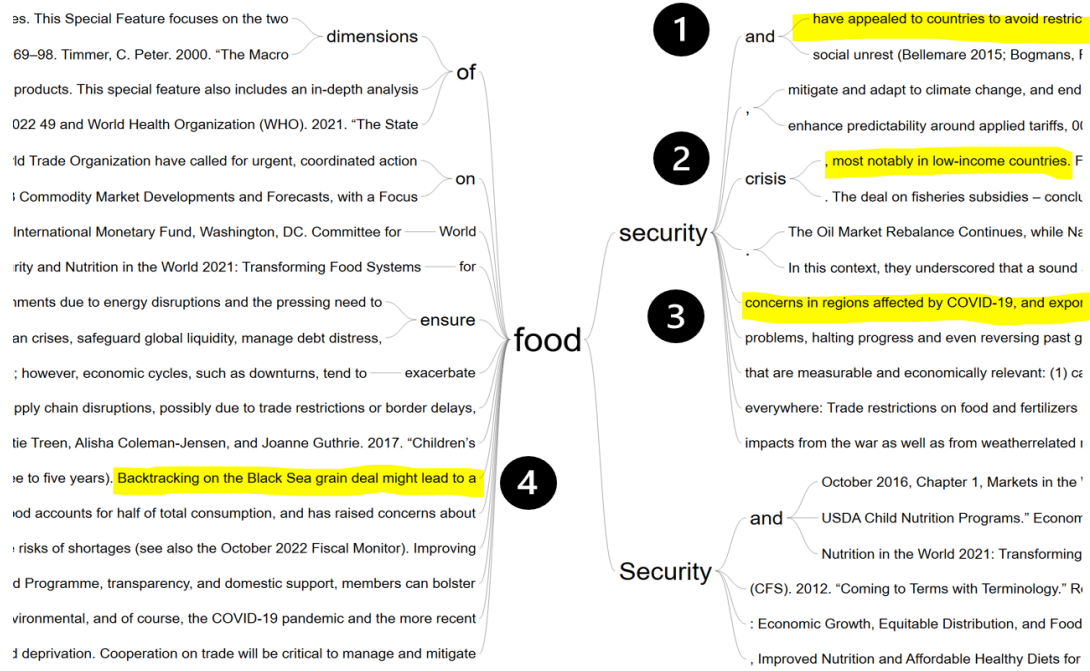 es. This Special Feature focuses on the two
dimensions
69–98. Timmer, C. Peter. 2000. “The Macro
of
products. This special feature also includes an in-depth analysis
022 49 and World Health Organization (WHO). 2021. “The State
ld Trade Organization have called for urgent, coordinated action
on
Commodity Market Developments and Forecasts, with a Focus
International Monetary Fund, Washington, DC. Committee for
World
rity and Nutrition in the World 2021: Transforming Food Systems
for
nments due to energy disruptions and the pressing need to
ensure
an crises, safeguard global liquidity, manage debt distress,
; however, economic cycles, such as downturns, tend to
exacerbate
pply chain disruptions, possibly due to trade restrictions or border delays,
tie Treen, Alisha Coleman-Jensen, and Joanne Guthrie. 2017. “Children’s
ee to five years). Backtracking on the Black Sea grain deal might lead to a
4
od accounts for half of total consumption, and has raised concerns about
risks of shortages (see also the October 2022 Fiscal Monitor). Improving
d Programme, transparency, and domestic support, members can bolster
vironmental, and of course, the COVID-19 pandemic and the more recent
d deprivation. Cooperation on trade will be critical to manage and mitigate
food
security
1
and
have appealed to countries to avoid restric
social unrest (Bellemare 2015; Bogmans,
,
mitigate and adapt to climate change, and end
enhance predictability around applied tariffs,
2
crisis
, most notably in low-income countries.
. The deal on fisheries subsidies – conclu
.
The Oil Market Rebalance Continues, while Na
In this context, they underscored that a sound
3
concerns in regions affected by COVID-19, and expor
problems, halting progress and even reversing past g
that are measurable and economically relevant: (1) ca
everywhere: Trade restrictions on food and fertilizers
impacts from the war as well as from weatherrelated
Security
and
October 2016, Chapter 1, Markets in the
USDA Child Nutrition Programs.” Econom
Nutrition in the World 2021: Transforming
(CFS). 2012. “Coming to Terms with Terminology.”
: Economic Growth, Equitable Distribution, and Food
, Improved Nutrition and Affordable Healthy Diets for